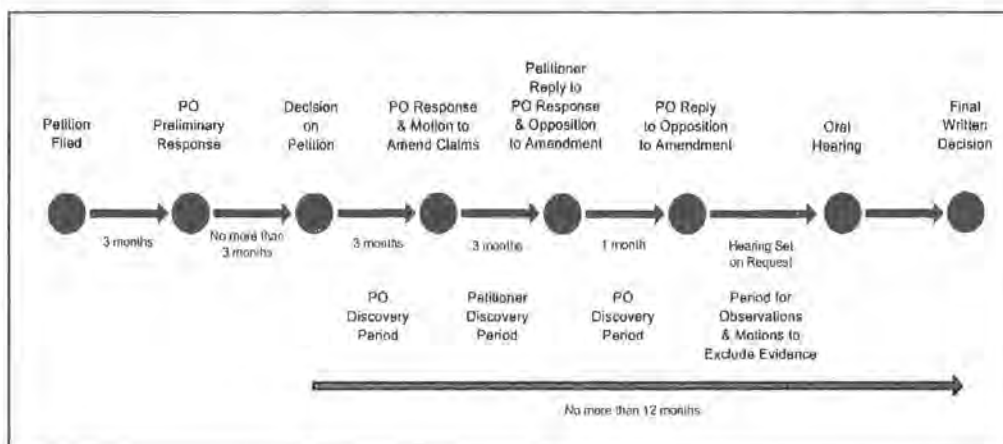 Petition
Filed
PO
Preliminary
Response
Decision
on
Petition
PO Response
& Motion to
Amend Claims
Petitioner
Reply to
PO Response
& Opposition
to Amendment
PO Reply
to Opposition
to Amendment
Oral
Hearing
Final
Written
Decision
3 months
No more than
3 months
3 months
3 months
1 month
Hearing Set
on Request
PO
Discovery
Period
Petitioner
Discovery
Period
PO
Discovery
Period
Period for
Observations
& Motions to
Exclude Evidence
No more than 12 months